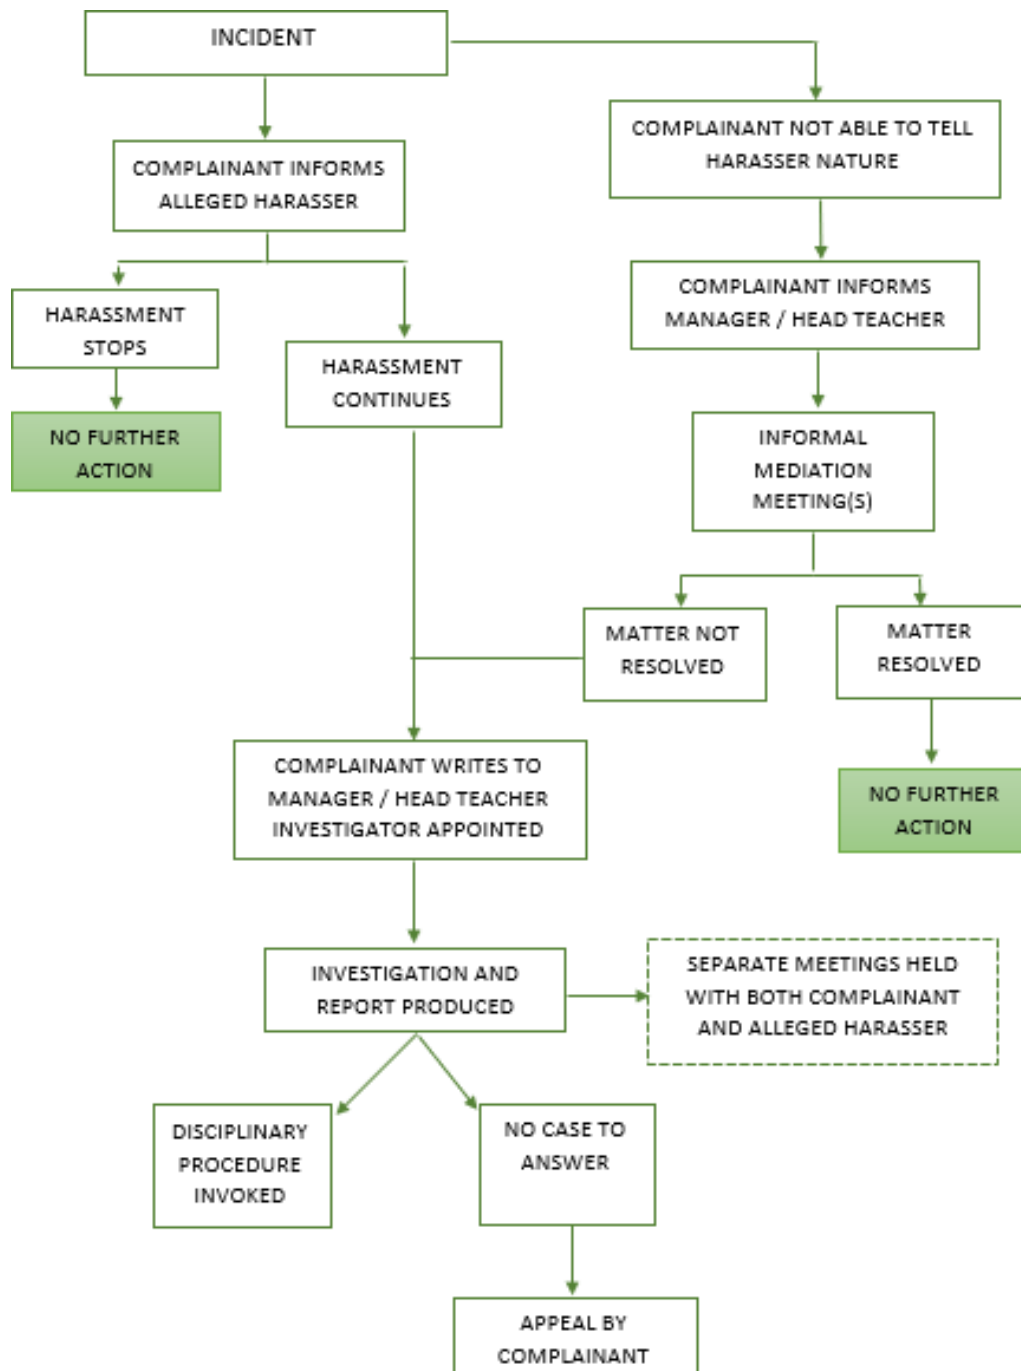 INCIDENT
COMPLAINANT NOT ABLE TO TELL
HARASSER NATURE
COMPLAINANT INFORMS
ALLEGED HARASSER
COMPLAINANT INFORMS
MANAGER / HEAD TEACHER
HARASSMENT
STOPS
HARASSMENT
CONTINUES
NO FURTHER
ACTION
INFORMAL
MEDIATION
MEETING(S)
MATTER NOT
RESOLVED
MATTER
RESOLVED
COMPLAINANT WRITES TO
MANAGER / HEAD TEACHER
INVESTIGATOR APPOINTED
NO FURTHER
ACTION
INVESTIGATION AND
REPORT PRODUCED
SEPARATE MEETINGS HELD
WITH BOTH COMPLAINANT
AND ALLEGED HARASSER
DISCIPLINARY
PROCEDURE
INVOKED
NO CASE TO
ANSWER
APPEAL BY
COMPLAINANT